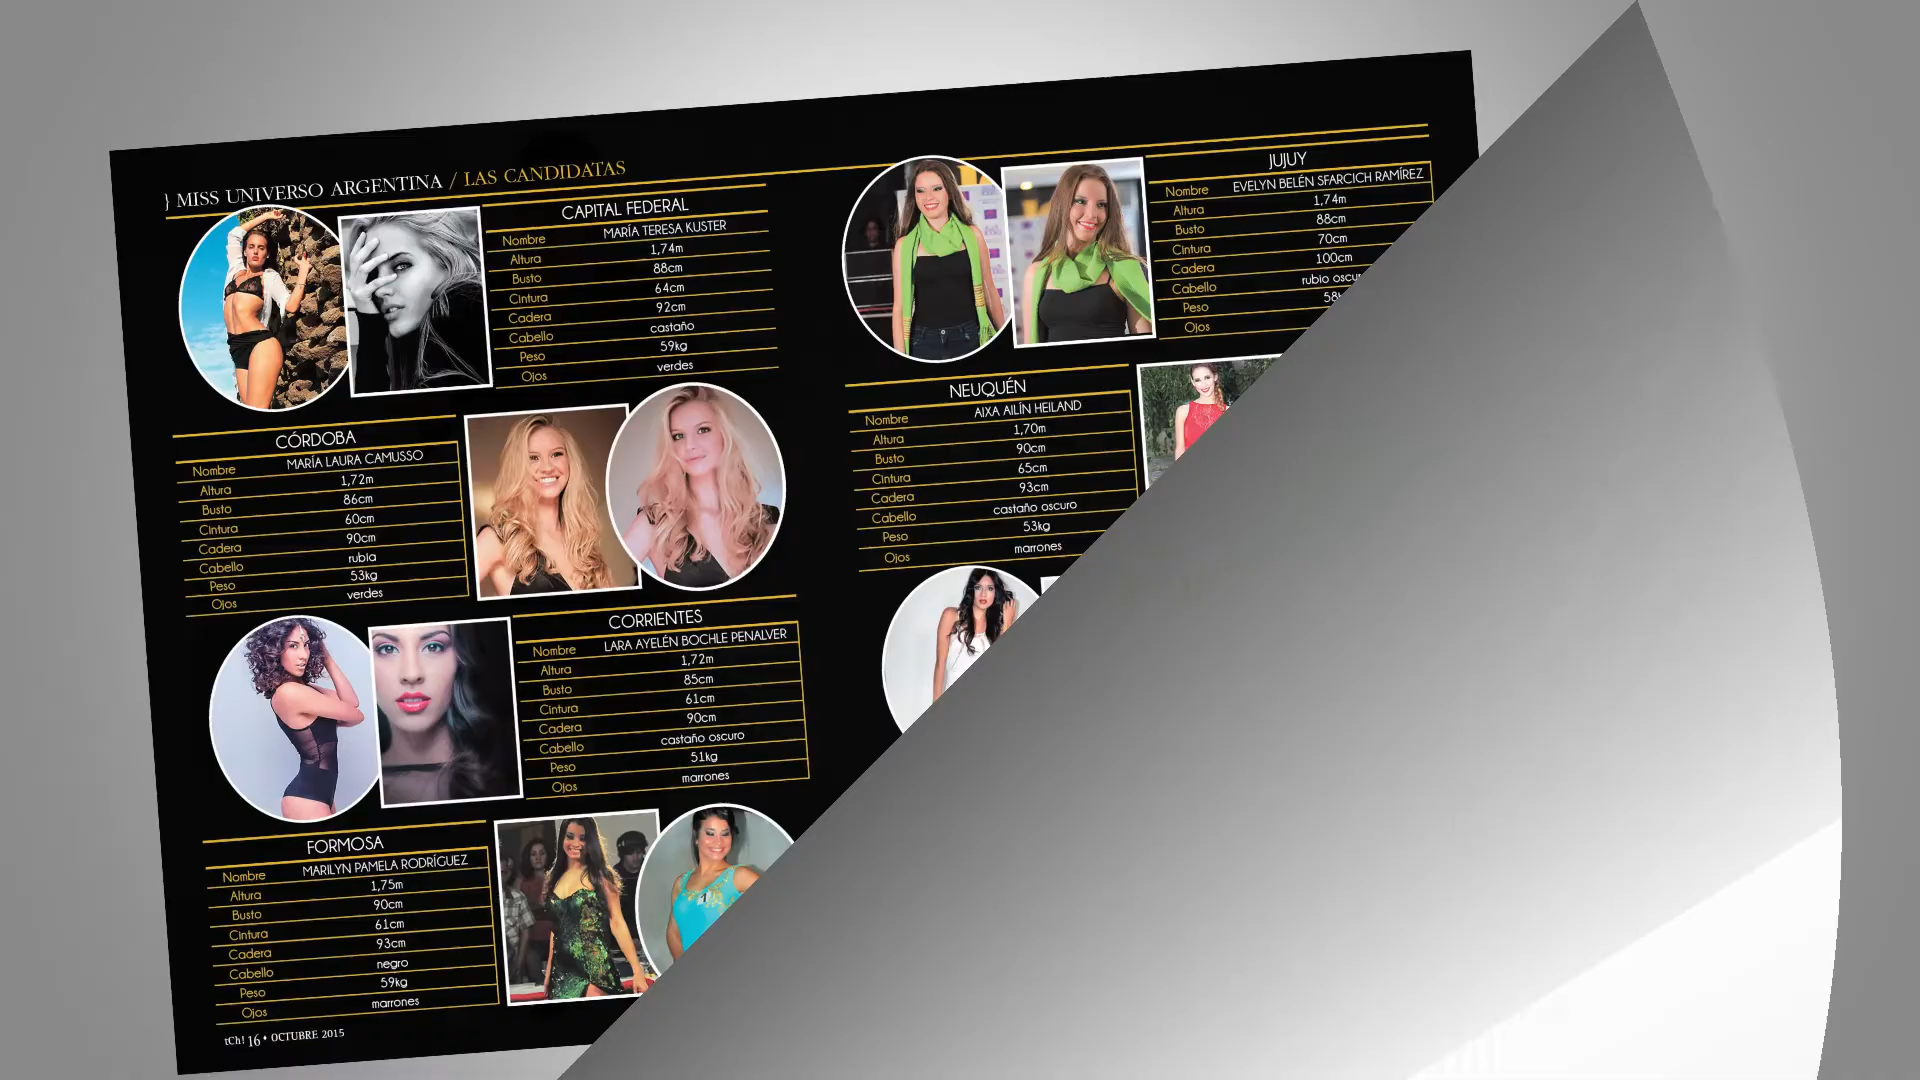 } MISS UNIVERSO ARGENTINA / LAS CANDIDATAS
CAPITAL FEDERAL
Nombre MARÍA TERESA KUSTER
Altura 1,74m
Busto 88cm
Cintura 64cm
Cadera 92cm
Cabello castaño
Peso 59kg
Ojos verdes
CÓRDOBA
Nombre MARÍA LAURA CAMUSSO
Altura 1,72m
Busto 86cm
Cintura 60cm
Cadera 90cm
Cabello rubia
Peso 53kg
Ojos verdes
CORRIENTES
Nombre LARA AYELÉN BOCHLE PENALVER
Altura 1,72m
Busto 85cm
Cintura 61cm
Cadera 90cm
Cabello castaño oscuro
Peso 51kg
Ojos marrones
FORMOSA
Nombre MARILYN PAMELA RODRÍGUEZ
Altura 1,75m
Busto 90cm
Cintura 61cm
Cadera 93cm
Cabello negro
Peso 59kg
Ojos marrones
rCh! 16 • OCTUBRE 2015
JUJUY
Nombre EVELYN BELÉN SFARCICH RAMÍREZ
Altura 1,74m
Busto 88cm
Cintura 70cm
Cadera 100cm
Cabello rubio
Peso
Ojos
NEUQUÉN
Nombre AIXA AILÍN HEILAND
Altura 1,70m
Busto 90cm
Cintura 65cm
Cadera 93cm
Cabello castaño oscuro
Peso 53kg
Ojos marrones